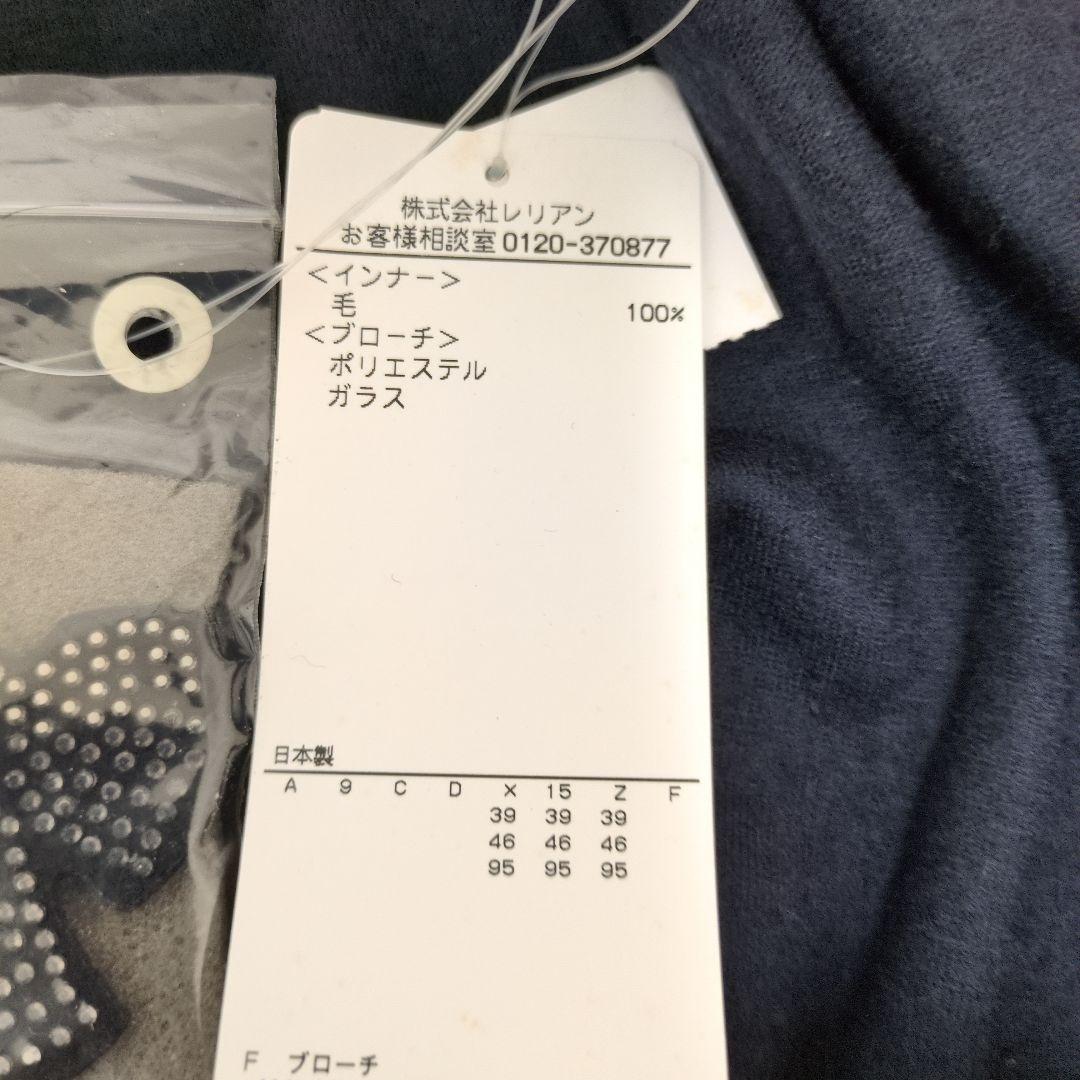 株式会社レリアン
お客様相談室 0120-370877
<インナー>
毛 100%
<ブローチ>
ポリエステル
ガラス
日本製
A 9 C D X 15 Z F
39 39 39
46 46 46
95 95 95
F ブローチ